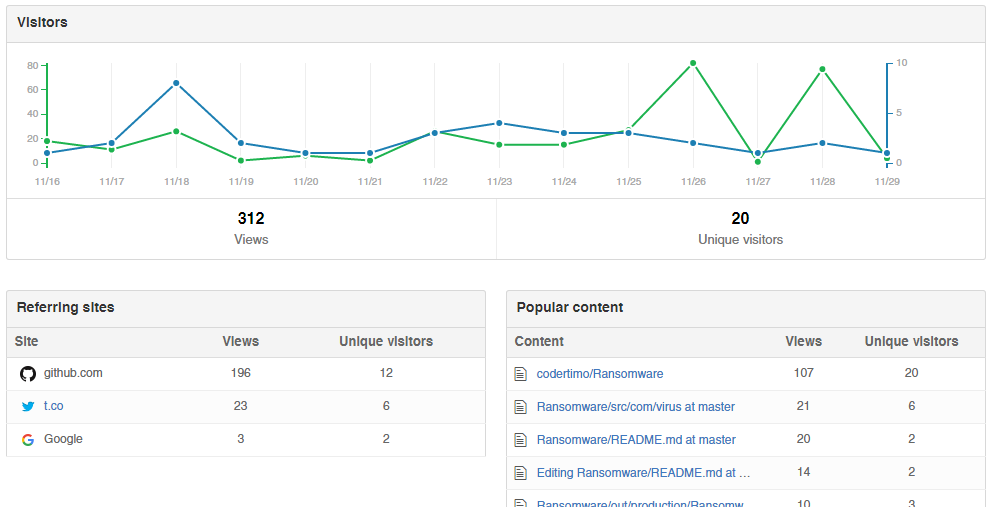 Visitors
80
60
40
20
0
10
5
0
11/16 11/17 11/18 11/19 11/20 11/21 11/22 11/23 11/24 11/25 11/26 11/27 11/28 11/29
312
Views
20
Unique visitors
Referring sites
Site Views Unique visitors
github.com 196 12
t.co 23 6
Google 3 2
Popular content
Content Views Unique visitors
codertimo/Ransomware 107 20
Ransomware/src/com/virus at master 21 6
Ransomware/README.md at master 20 2
Editing Ransomware/README.md at … 14 2
Ransomware/out/production/Ransomw… 10 3